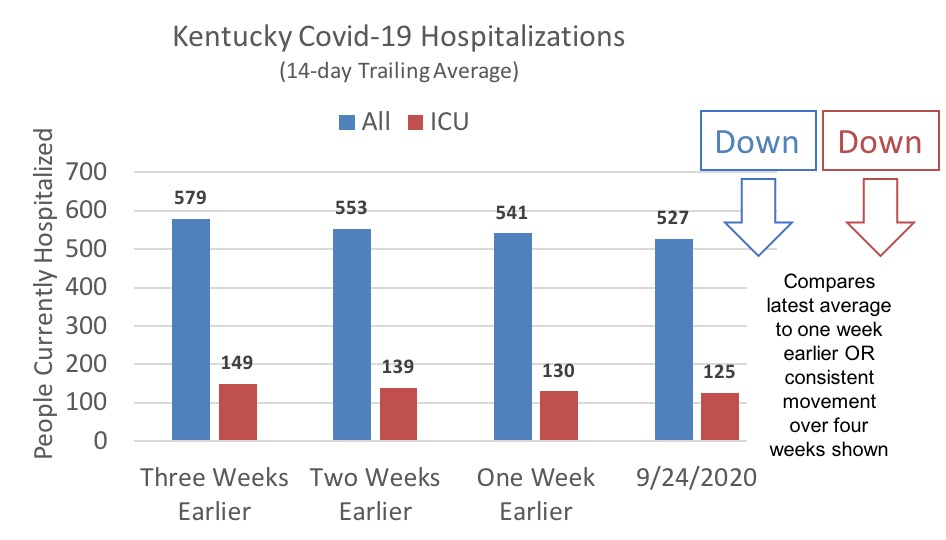 Kentucky Covid-19 Hospitalizations
(14-day Trailing Average)
All ICU
Down Down
People Currently Hospitalized
700
600
500
400
300
200
100
0
579
149
553
139
541
130
527
125
Three Weeks
Earlier
Two Weeks
Earlier
One Week
Earlier
9/24/2020
Compares
latest average
to one week
earlier OR
consistent
movement
over four
weeks shown